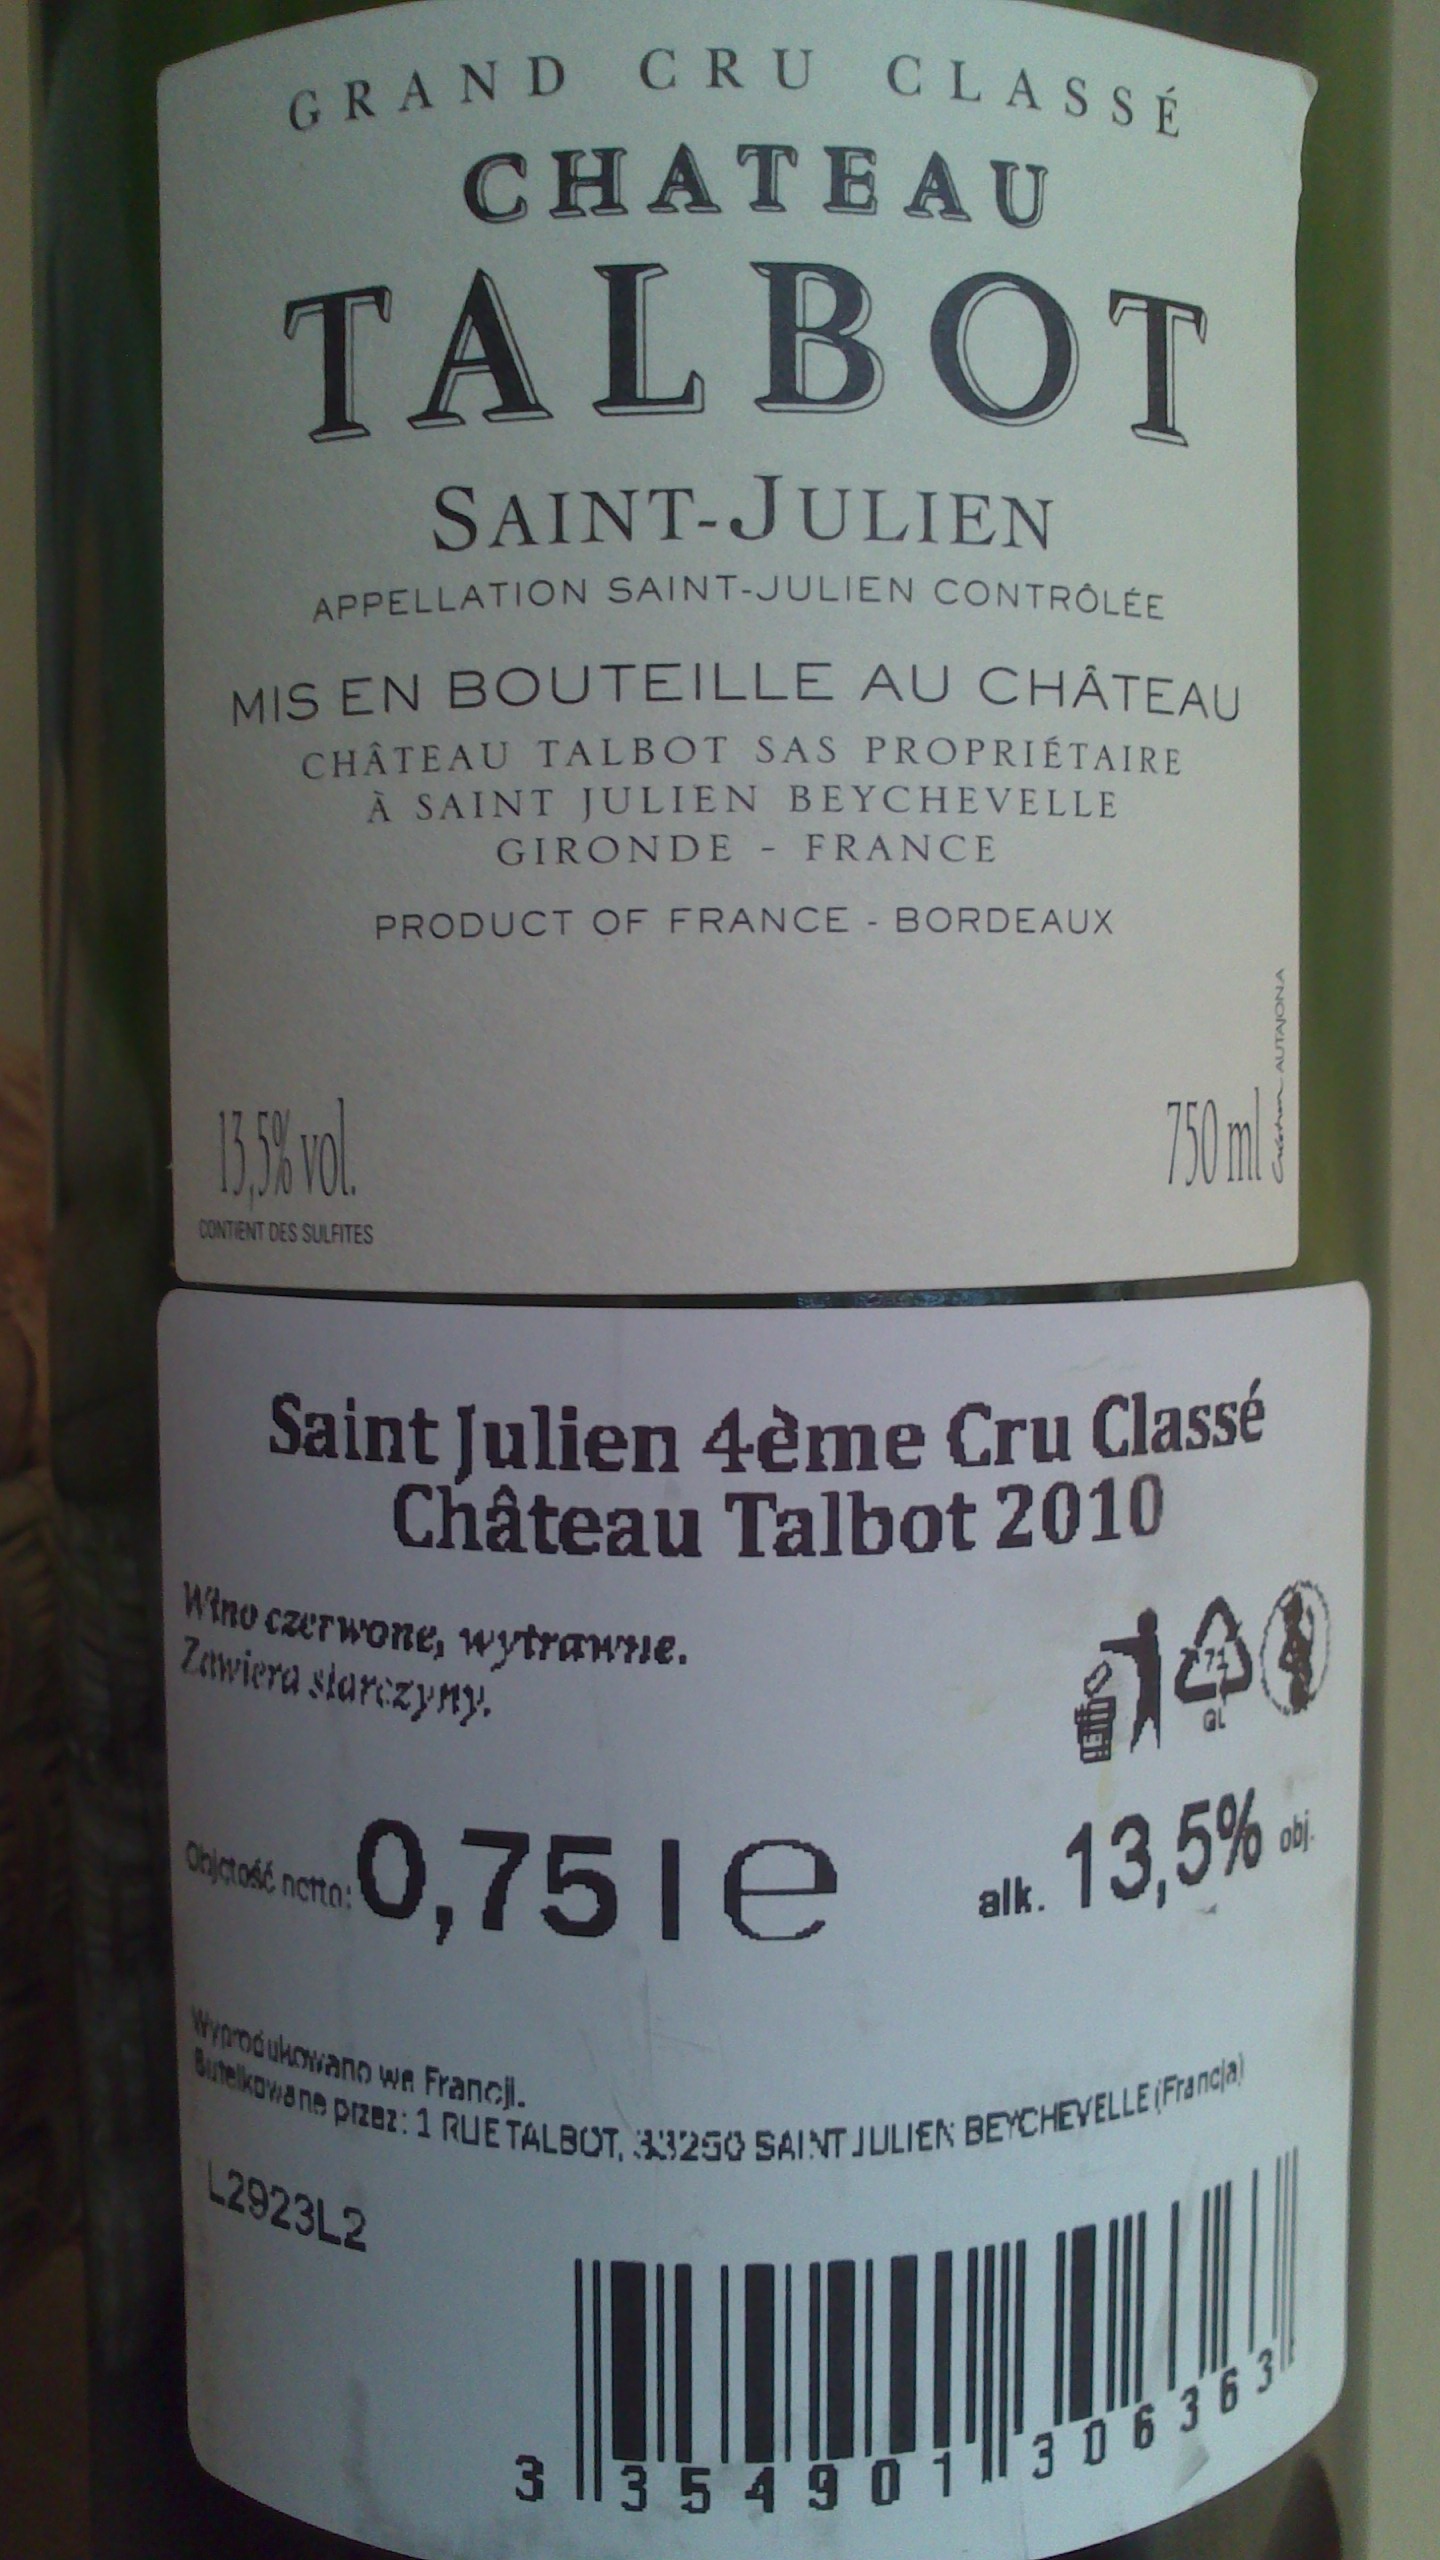 GRAND CRU CLASSÉ
CHATEAU
TALBOT
SAINT-JULIEN
APPELLATION SAINT-JULIEN CONTRÔLÉE
MIS EN BOUTEILLE AU CHÂTEAU
CHÂTEAU TALBOT SAS PROPRIÉTAIRE
À SAINT JULIEN BEYCHEVELLE
GIRONDE - FRANCE
PRODUCT OF FRANCE - BORDEAUX
13,5% vol.
CONTIENT DES SULFITES
750 ml
AUTAJON.A
Saint Julien 4ème Cru Classé
Château Talbot 2010
Wino czerwone, wytrawne.
Zawiera siarczyny.
71
GL
Objętość netto: 0,75 l e
alk. 13,5% obj.
Wyprodukowano we Francji.
Butelkowane przez: 1 RUE TALBOT, 33250 SAINT JULIEN BEYCHEVELLE (Francja)
L2923L2
3 354901 306363